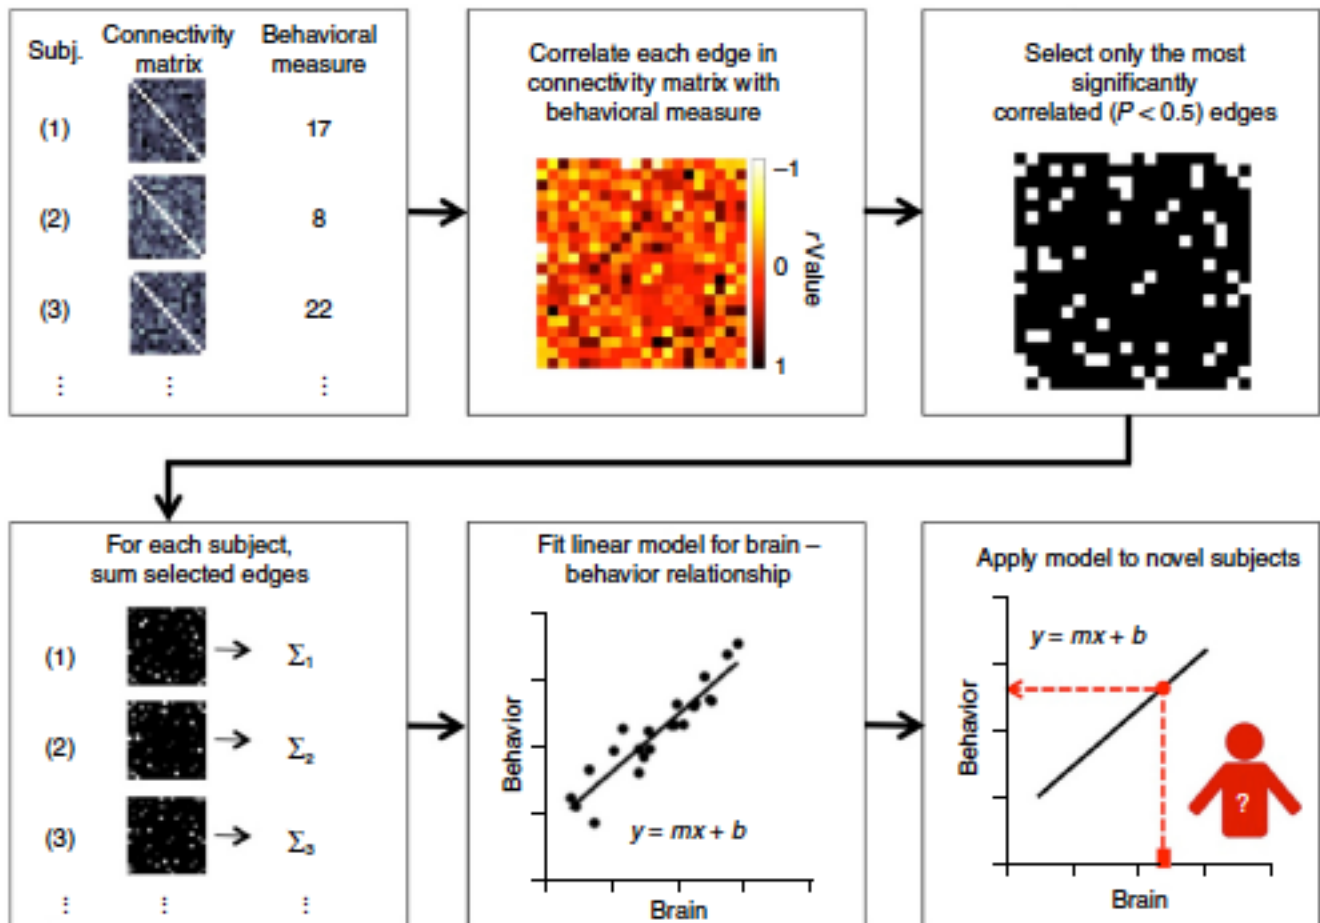 Subj.
Connectivity
matrix
Behavioral
measure
(1)
17
(2)
8
(3)
22
⋮ ⋮ ⋮
Correlate each edge in
connectivity matrix with
behavioral measure
–1
0
1
r Value
Select only the most
significantly
correlated (P < 0.5) edges
For each subject,
sum selected edges
(1)
Σ1
(2)
Σ2
(3)
Σ3
⋮ ⋮ ⋮
Fit linear model for brain –
behavior relationship
Behavior
y = mx + b
Brain
Apply model to novel subjects
y = mx + b
Behavior
?
Brain